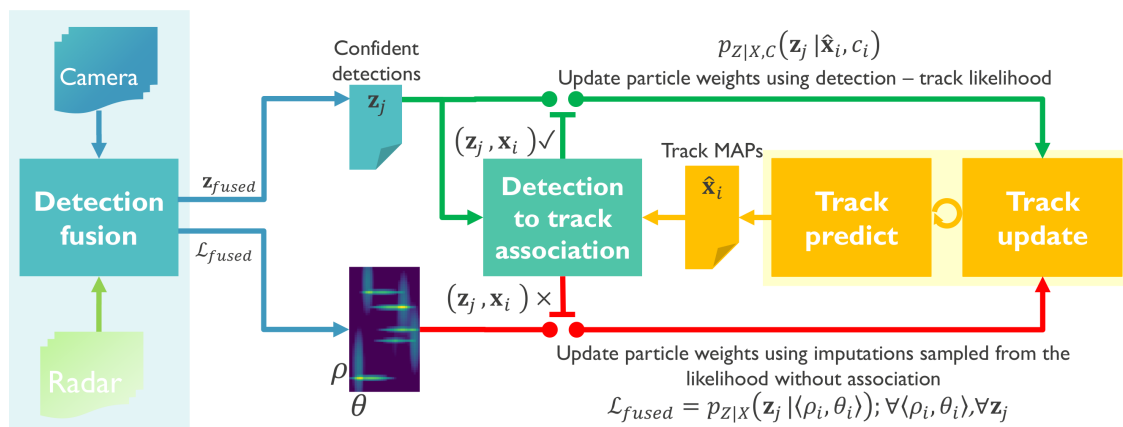 Camera
Detection
fusion
Radar
𝐳_fused
ℒ_fused
Confident
detections
𝐳_j
ρ
θ
(𝐳_j , 𝐱_i )✓
Detection
to track
association
(𝐳_j , 𝐱_i ) ×
p_{Z|X,C}(𝐳_j |𝐱̂_i, c_i)
Update particle weights using detection – track likelihood
Track MAPs
𝐱̂_i
Track
predict
Track
update
Update particle weights using imputations sampled from the
likelihood without association
ℒ_fused = p_{Z|X}(𝐳_j |⟨ρ_i, θ_i⟩); ∀⟨ρ_i, θ_i⟩,∀𝐳_j